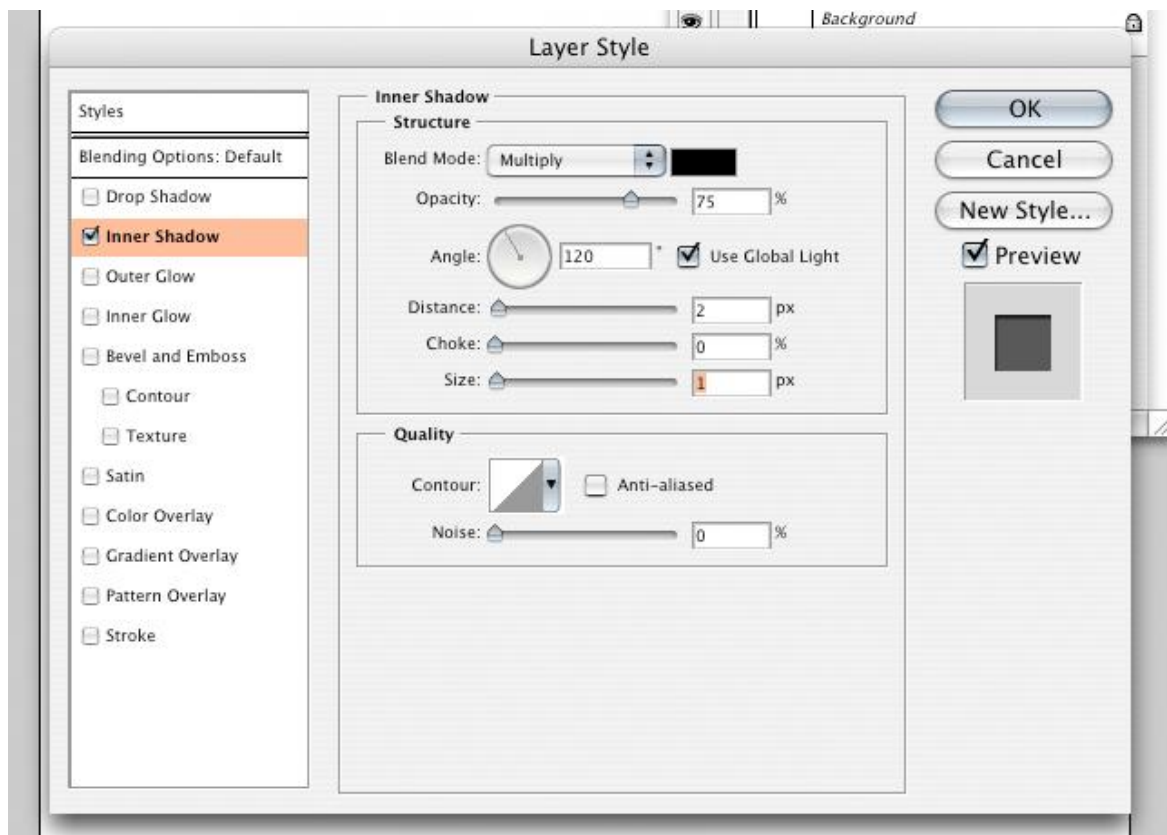 Background
Layer Style
Styles
Blending Options: Default
Drop Shadow
Inner Shadow
Outer Glow
Inner Glow
Bevel and Emboss
Contour
Texture
Satin
Color Overlay
Gradient Overlay
Pattern Overlay
Stroke
Inner Shadow
Structure
Blend Mode: Multiply
Opacity: 75 %
Angle: 120 ° Use Global Light
Distance: 2 px
Choke: 0 %
Size: 1 px
Quality
Contour: Anti-aliased
Noise: 0 %
OK
Cancel
New Style...
Preview